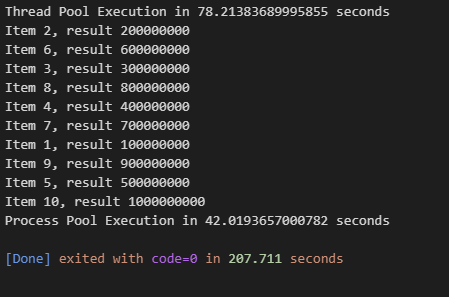 Thread Pool Execution in 78.21383689995855 seconds
Item 2, result 200000000
Item 6, result 600000000
Item 3, result 300000000
Item 8, result 800000000
Item 4, result 400000000
Item 7, result 700000000
Item 1, result 100000000
Item 9, result 900000000
Item 5, result 500000000
Item 10, result 1000000000
Process Pool Execution in 42.0193657000782 seconds
[Done] exited with code=0 in 207.711 seconds